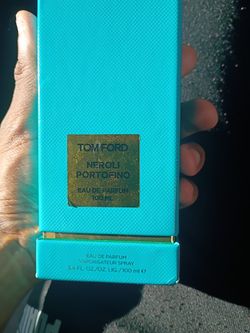 TOM FORD
NEROLI
PORTOFINO
EAU DE PARFUM
100 ML
EAU DE PARFUM
VAPORISATEUR SPRAY
3.4 FL.OZ./OZ. LIQ./100 ml ℮